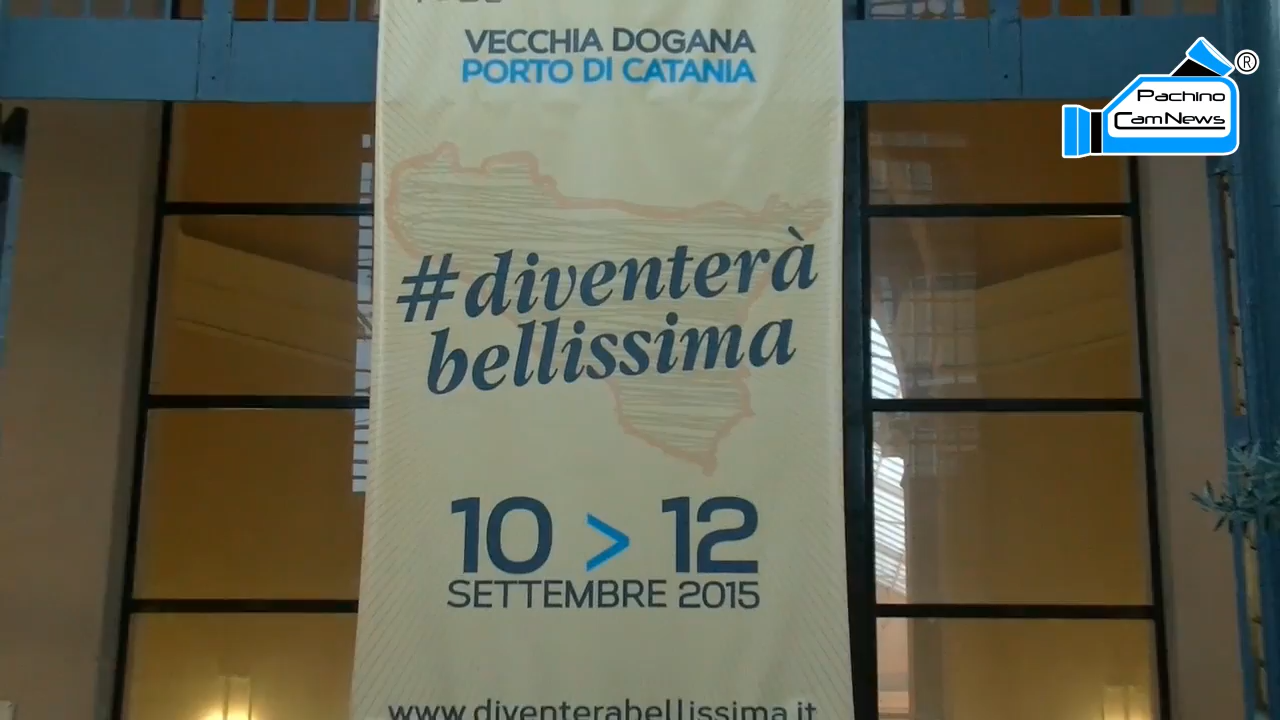 VECCHIA DOGANA
PORTO DI CATANIA
#diventerà
bellissima
10 > 12
SETTEMBRE 2015
www.diventerabellissima.it
Pachino
CamNews
®